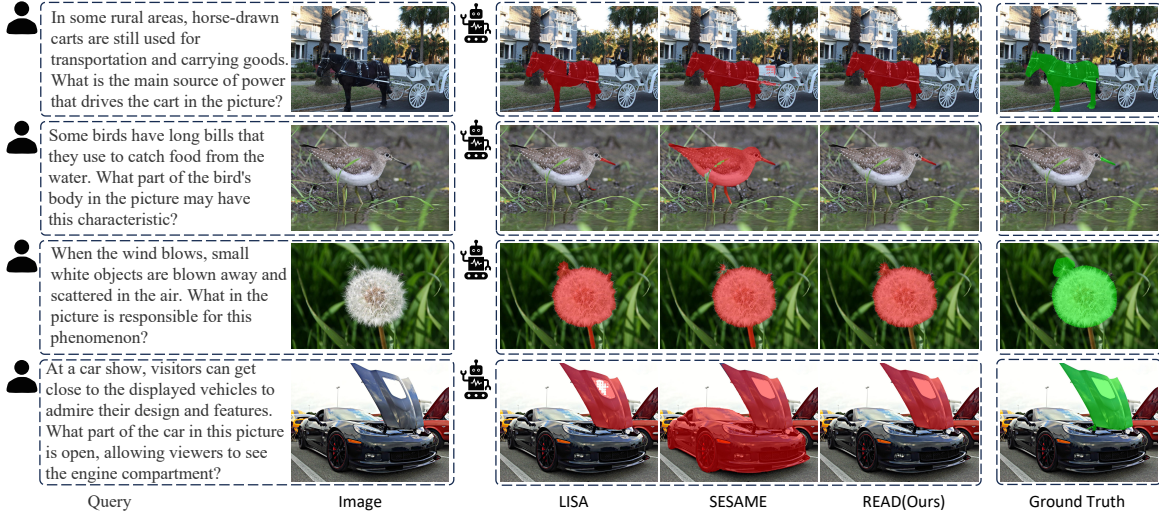 In some rural areas, horse-drawn
carts are still used for
transportation and carrying goods.
What is the main source of power
that drives the cart in the picture?
Some birds have long bills that
they use to catch food from the
water. What part of the bird's
body in the picture may have
this characteristic?
When the wind blows, small
white objects are blown away and
scattered in the air. What in the
picture is responsible for this
phenomenon?
At a car show, visitors can get
close to the displayed vehicles to
admire their design and features.
What part of the car in this picture
is open, allowing viewers to see
the engine compartment?
Query Image LISA SESAME READ(Ours) Ground Truth